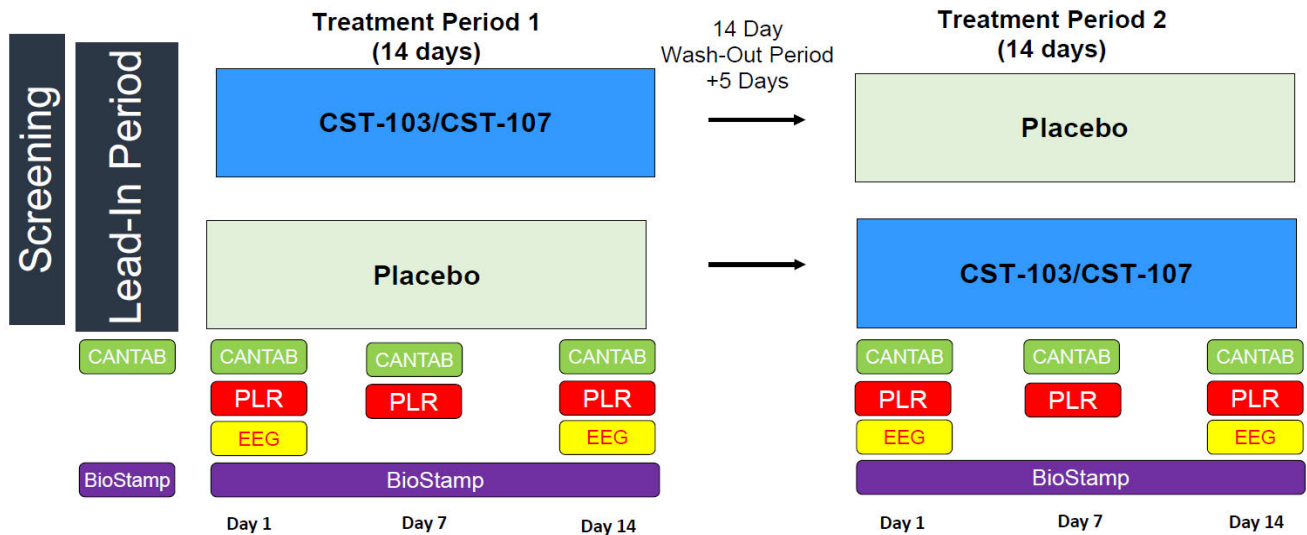 Screening
Lead-In Period
Treatment Period 1
(14 days)
14 Day
Wash-Out Period
+5 Days
Treatment Period 2
(14 days)
CST-103/CST-107
Placebo
Placebo
CST-103/CST-107
CANTAB
CANTAB
CANTAB
CANTAB
CANTAB
CANTAB
CANTAB
PLR
PLR
PLR
PLR
PLR
PLR
EEG
EEG
EEG
EEG
BioStamp
BioStamp
BioStamp
Day 1
Day 7
Day 14
Day 1
Day 7
Day 14